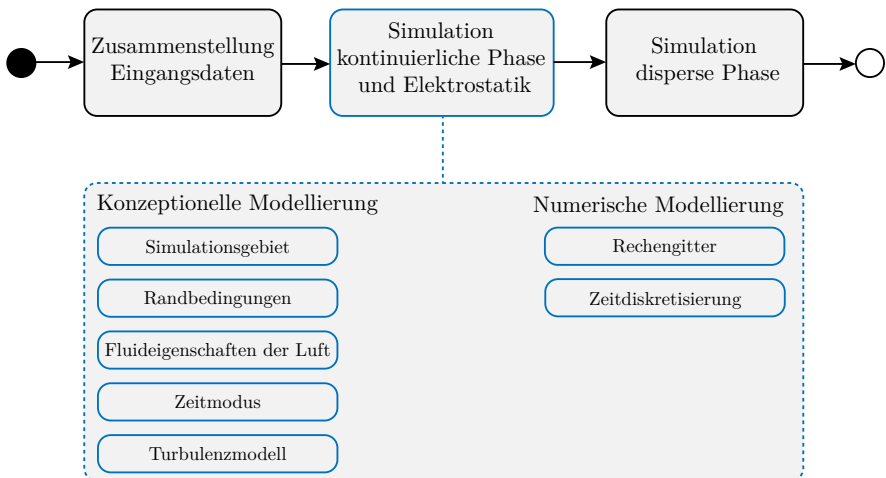 Zusammenstellung
Eingangsdaten
Simulation
kontinuierliche Phase
und Elektrostatik
Simulation
disperse Phase
Konzeptionelle Modellierung
Simulationsgebiet
Randbedingungen
Fluideigenschaften der Luft
Zeitmodus
Turbulenzmodell
Numerische Modellierung
Rechengitter
Zeitdiskretisierung